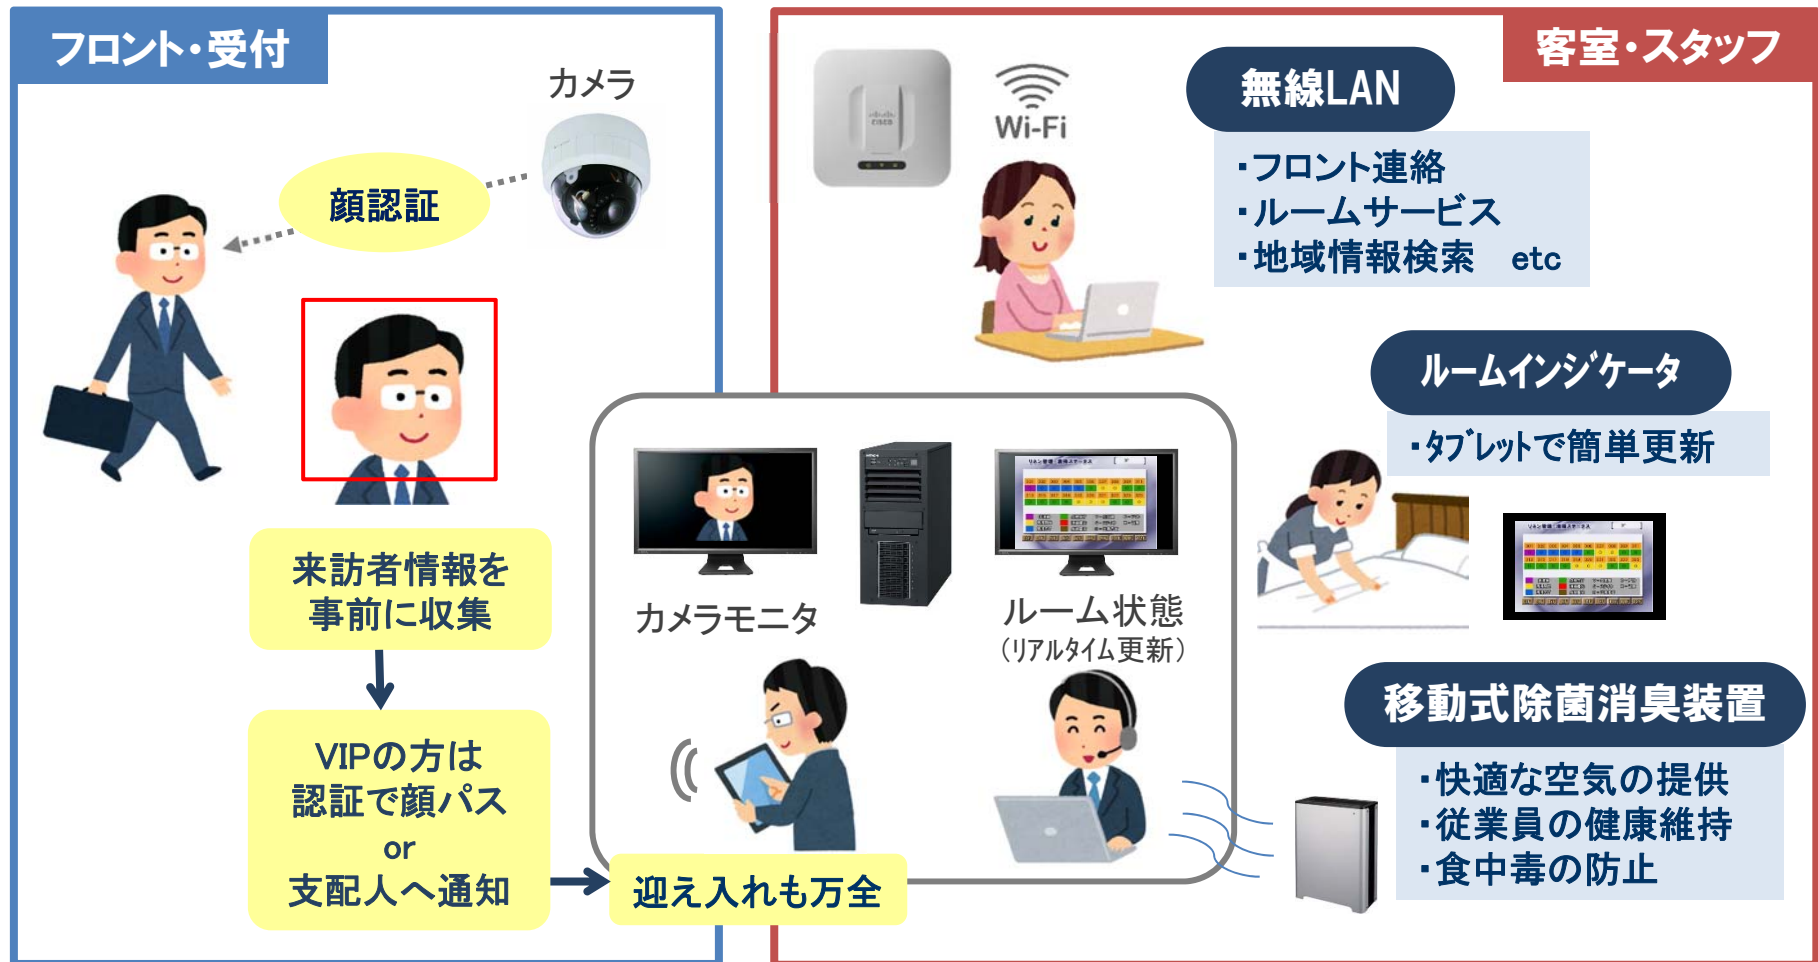 フロント・受付
カメラ
顔認証
来訪者情報を
事前に収集
VIPの方は
認証で顔パス
or
支配人へ通知
迎え入れも万全
カメラモニタ
ルーム状態
（リアルタイム更新）
客室・スタッフ
CISCO
Wi-Fi
無線LAN
・フロント連絡
・ルームサービス
・地域情報検索　etc
ルームインジケータ
・タブレットで簡単更新
移動式除菌消臭装置
・快適な空気の提供
・従業員の健康維持
・食中毒の防止